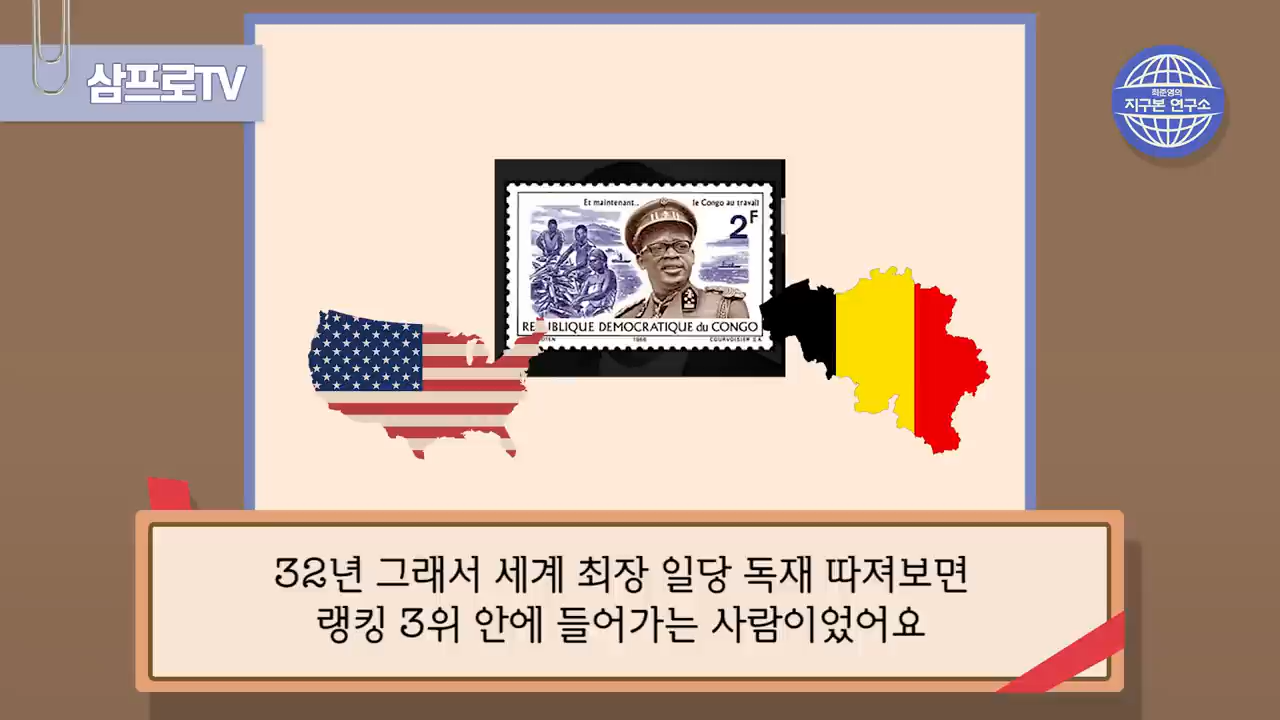 삼프로TV
최준영의
지구본 연구소
Et maintenant.. le Congo au travail
2F
REPUBLIQUE DEMOCRATIQUE du CONGO
1966 COURVOISIER S.A.
32년 그래서 세계 최장 일당 독재 따져보면
랭킹 3위 안에 들어가는 사람이었어요